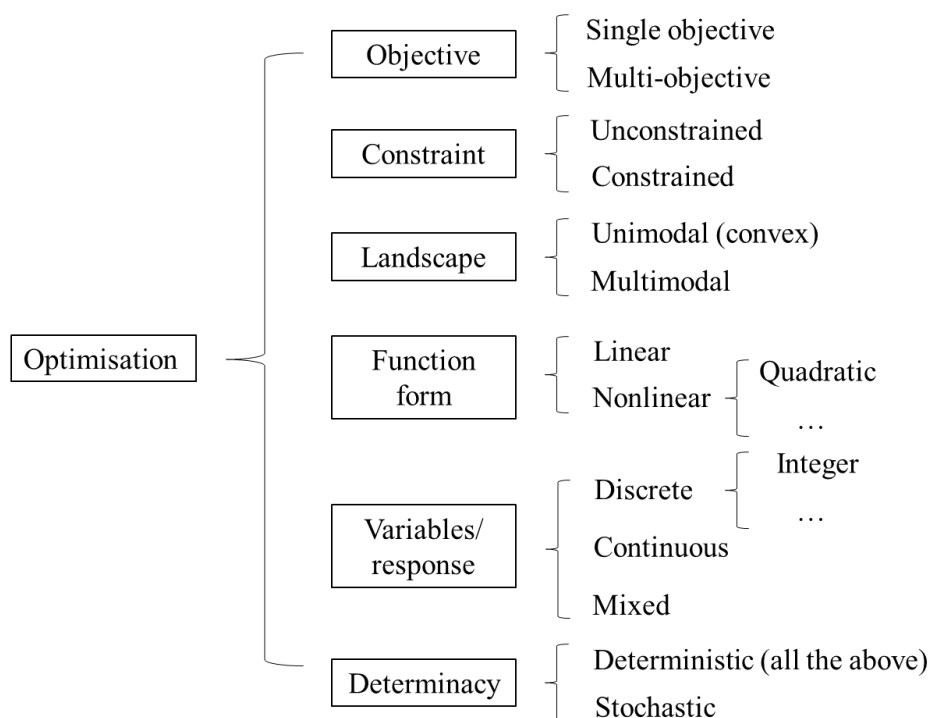 Optimisation
Objective
Single objective
Multi-objective
Constraint
Unconstrained
Constrained
Landscape
Unimodal (convex)
Multimodal
Function
form
Linear
Nonlinear
Quadratic
…
Variables/
response
Discrete
Integer
…
Continuous
Mixed
Determinacy
Deterministic (all the above)
Stochastic